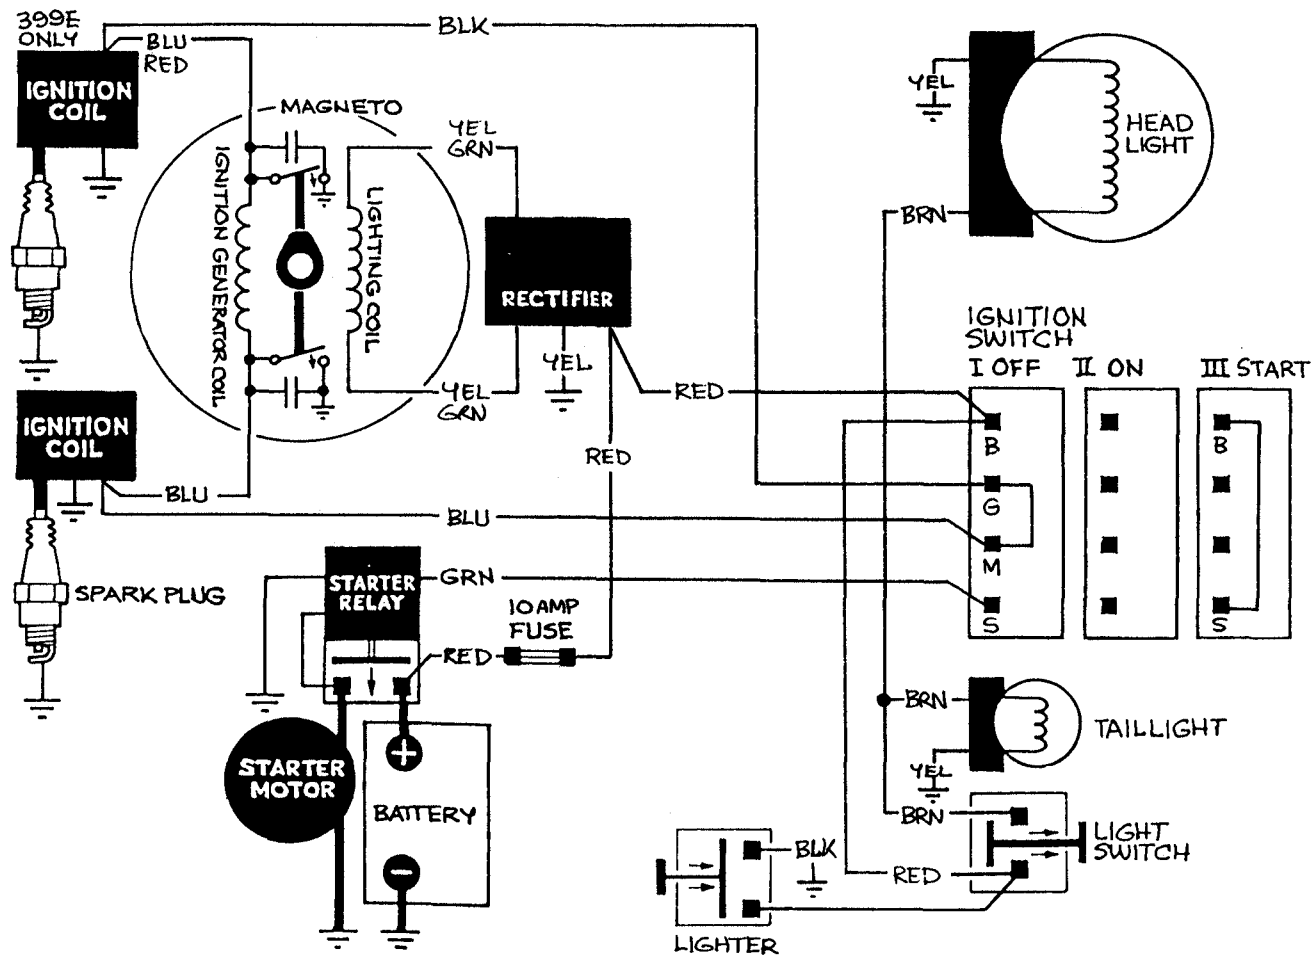 399E
ONLY
BLU
RED
BLK
IGNITION
COIL
MAGNETO
YEL
GRN
IGNITION GENERATOR COIL
LIGHTING COIL
RECTIFIER
YEL
YEL
GRN
RED
RED
YEL
HEAD
LIGHT
BRN
IGNITION
SWITCH
I OFF
II ON
III START
B
G
M
S
B
S
IGNITION
COIL
BLU
BLU
SPARK PLUG
STARTER
RELAY
GRN
10 AMP
FUSE
RED
STARTER
MOTOR
+
BATTERY
-
BRN
TAILLIGHT
YEL
BRN
LIGHT
SWITCH
RED
BLK
LIGHTER